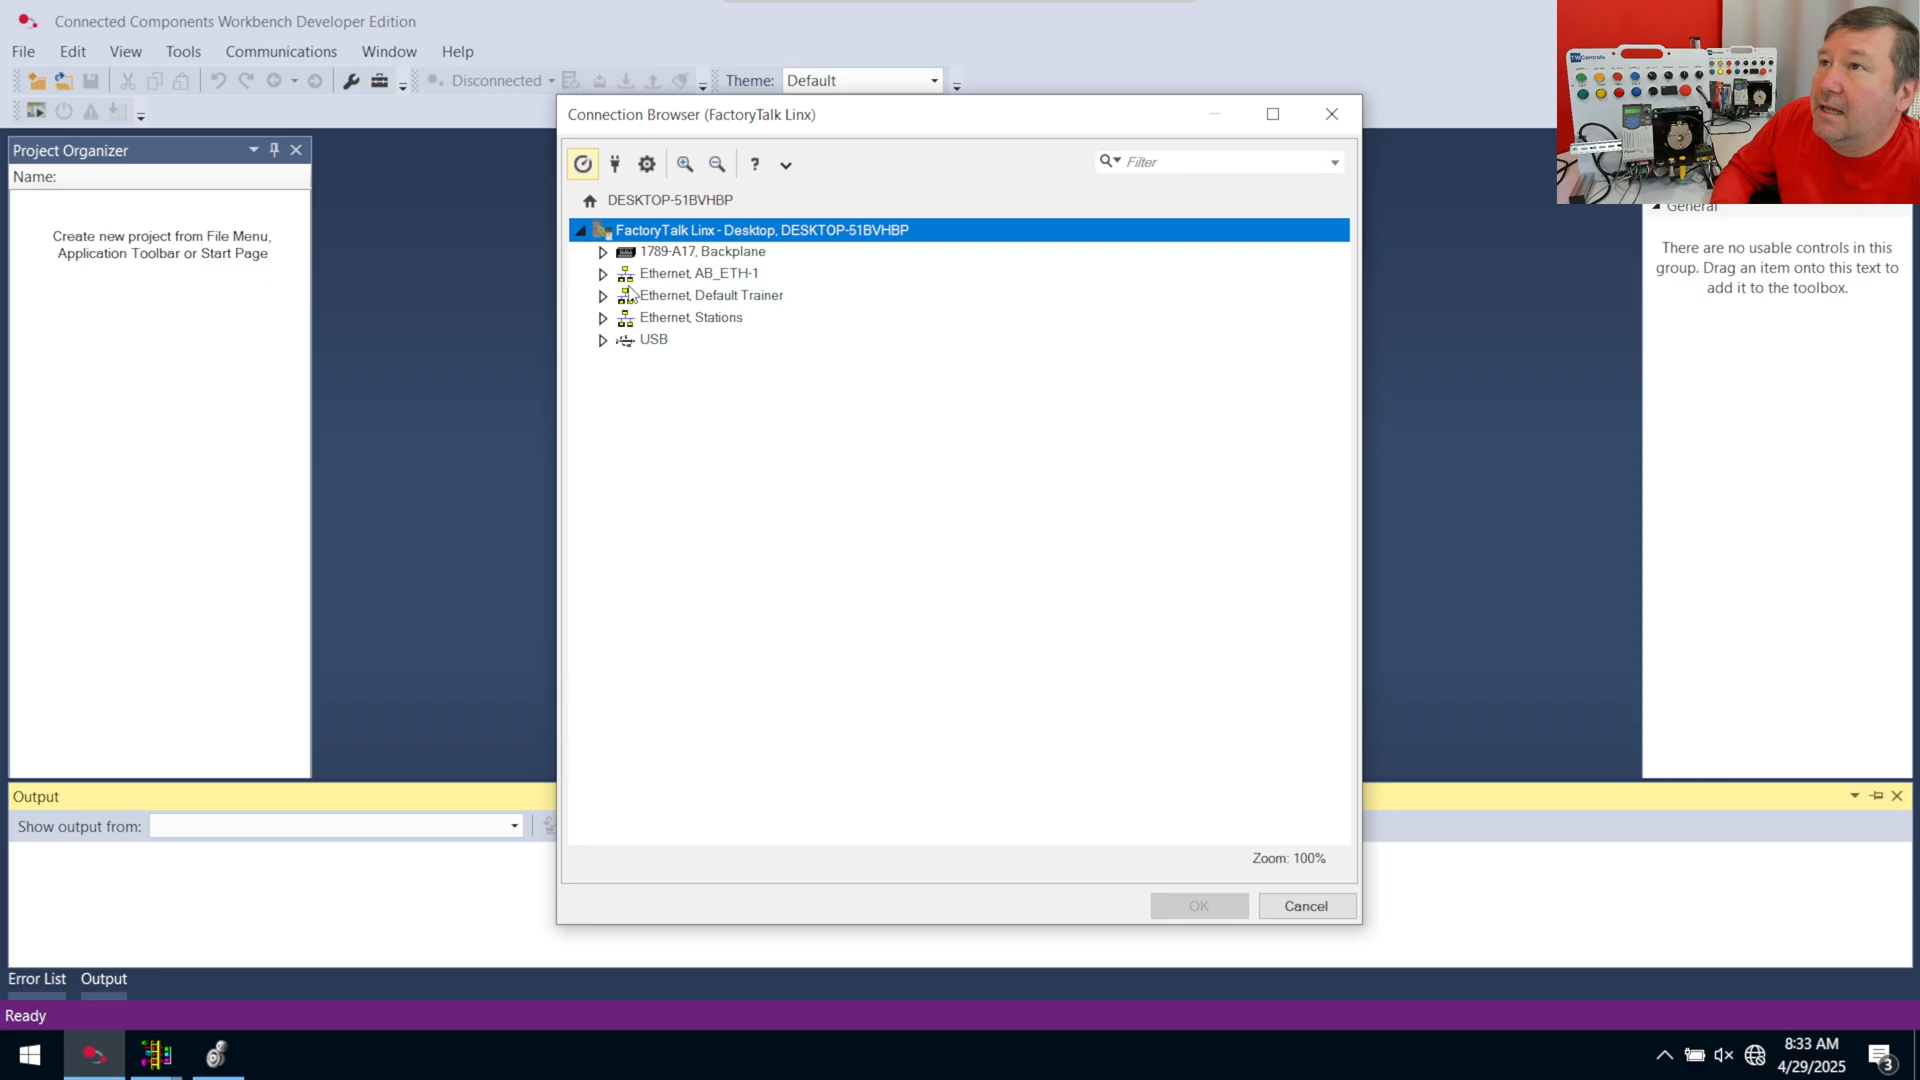 Connected Components Workbench Developer Edition
File Edit View Tools Communications Window Help
Disconnected Theme: Default
Project Organizer
Name:
Create new project from File Menu,
Application Toolbar or Start Page
Connection Browser (FactoryTalk Linx)
? Filter
DESKTOP-51BVHBP
FactoryTalk Linx - Desktop, DESKTOP-51BVHBP
1789-A17, Backplane
Ethernet, AB_ETH-1
Ethernet, Default Trainer
Ethernet, Stations
USB
Zoom: 100%
OK Cancel
TWControls
General
There are no usable controls in this
group. Drag an item onto this text to
add it to the toolbox.
Output
Show output from:
Error List Output
Ready
8:33 AM
4/29/2025
3